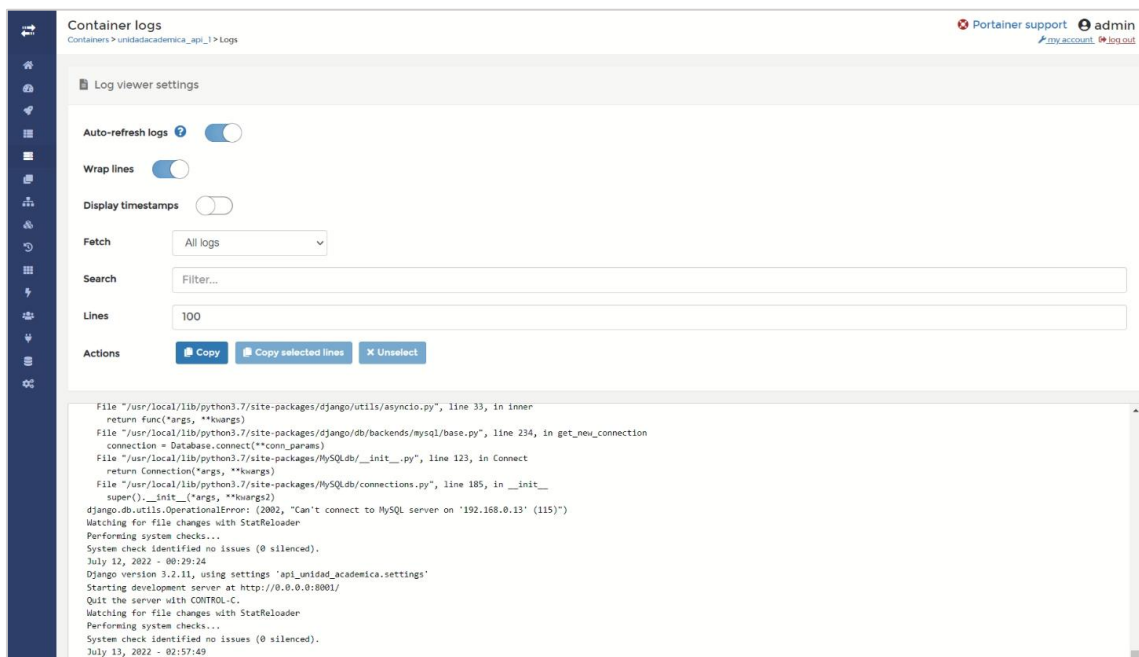 Container logs
Portainer support admin
Containers > unidadacademica_api_1 > Logs
my account log out
Log viewer settings
Auto-refresh logs
Wrap lines
Display timestamps
Fetch All logs
Search Filter...
Lines 100
Actions Copy Copy selected lines Unselect
File "/usr/local/lib/python3.7/site-packages/django/utils/asyncio.py", line 33, in inner
return func(*args, **kwargs)
File "/usr/local/lib/python3.7/site-packages/django/db/backends/mysql/base.py", line 234, in get_new_connection
connection = Database.connect(**conn_params)
File "/usr/local/lib/python3.7/site-packages/MySQLdb/__init__.py", line 123, in Connect
return Connection(*args, **kwargs)
File "/usr/local/lib/python3.7/site-packages/MySQLdb/connections.py", line 185, in __init__
super().__init__(*args, **kwargs2)
django.db.utils.OperationalError: (2002, "Can't connect to MySQL server on '192.168.0.13' (115)")
Watching for file changes with StatReloader
Performing system checks...
System check identified no issues (0 silenced).
July 12, 2022 - 00:29:24
Django version 3.2.11, using settings 'api_unidad_academica.settings'
Starting development server at http://0.0.0.0:8001/
Quit the server with CONTROL-C.
Watching for file changes with StatReloader
Performing system checks...
System check identified no issues (0 silenced).
July 13, 2022 - 02:57:49